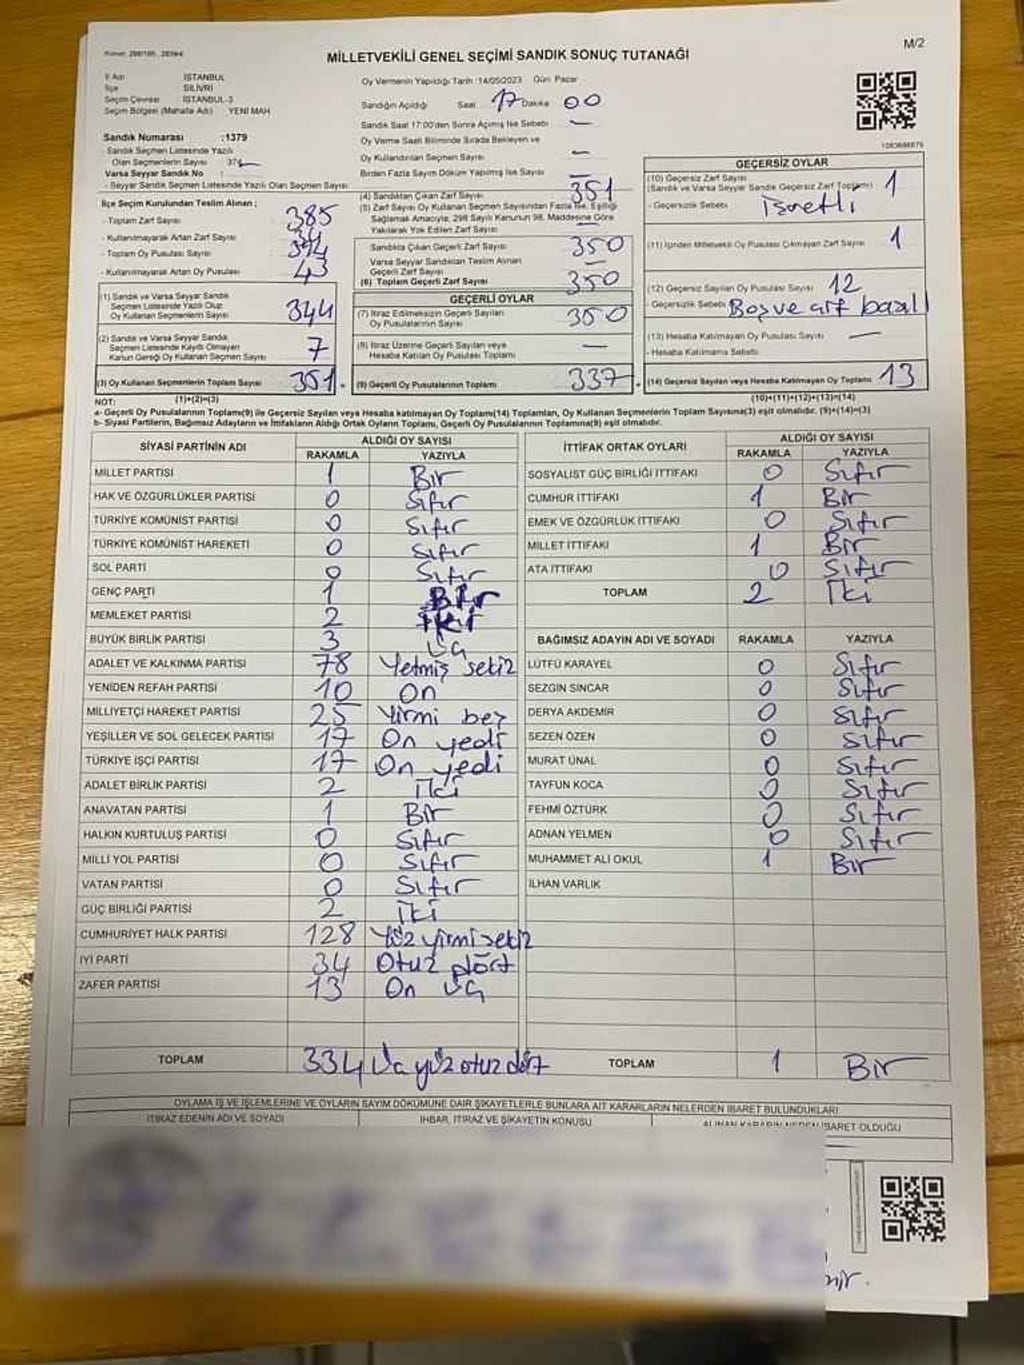 M/2
MİLLETVEKİLİ GENEL SEÇİMİ SANDIK SONUÇ TUTANAĞI
İl Adı : İSTANBUL
İlçe : SİLİVRİ
Seçim Çevresi : İSTANBUL-3
Seçim Bölgesi (Mahalle Adı) : YENİ MAH
Sandık Numarası :1379
- Sandık Seçmen Listesinde Yazılı
Olan Seçmenlerin Sayısı
Varsa Seyyar Sandık No :
- Seyyar Sandık Seçmen Listesinde Yazılı Olan Seçmen Sayısı
Oy Vermenin Yapıldığı Tarih :14/05/2023 Gün: Pazar
Sandığın Açıldığı Saat 17 Dakika 00
Sandık Saat 17:00'den Sonra Açılmış İse Sebebi : —
Oy Verme Saati Bitiminde Sırada Bekleyen ve
Oy Kullandırılan Seçmen Sayısı —
Birden Fazla Sayım Döküm Yapılmış İse Sayısı —
İlçe Seçim Kurulundan Teslim Alınan ;
- Toplam Zarf Sayısı 385
- Kullanılmayarak Artan Zarf Sayısı
- Toplam Oy Pusulası Sayısı
- Kullanılmayarak Artan Oy Pusulası 43
(1) Sandık ve Varsa Seyyar Sandık
Seçmen Listesinde Yazılı Olup
Oy Kullanan Seçmenlerin Sayısı 344
(2) Sandık ve Varsa Seyyar Sandık
Seçmen Listesinde Kayıtlı Olmayan
Kanun Gereği Oy Kullanan Seçmen Sayısı 7
(3) Oy Kullanan Seçmenlerin Toplam Sayısı 351
(1)+(2)=(3)
(4) Sandıktan Çıkan Zarf Sayısı 351
(5) Zarf Sayısı Oy Kullanan Seçmen Sayısından Fazla İse, Eşitliği
Sağlamak Amacıyla, 298 Sayılı Kanunun 98. Maddesine Göre
Yakılarak Yok Edilen Zarf Sayısı
Sandıkta Çıkan Geçerli Zarf Sayısı 350
Varsa Seyyar Sandıktan Teslim Alınan
Geçerli Zarf Sayısı —
(6) Toplam Geçerli Zarf Sayısı 350
GEÇERLİ OYLAR
(7) İtiraz Edilmeksizin Geçerli Sayılan
Oy Pusulalarının Sayısı 350
(8) İtiraz Üzerine Geçerli Sayılan veya
Hesaba Katılan Oy Pusulası Toplamı —
(9) Geçerli Oy Pusulalarının Toplamı 337
GEÇERSİZ OYLAR
(10) Geçersiz Zarf Sayısı
(Sandık ve Varsa Seyyar Sandık Geçersiz Zarf Toplamı) 1
- Geçersizlik Sebebi : işaretli
(11) İçinden Milletvekili Oy Pusulası Çıkmayan Zarf Sayısı 1
(12) Geçersiz Sayılan Oy Pusulası Sayısı 12
- Geçersizlik Sebebi Boş ve çift basıl
(13) Hesaba Katılmayan Oy Pusulası Sayısı —
- Hesaba Katılmama Sebebi
(14) Geçersiz Sayılan veya Hesaba Katılmayan Oy Toplamı 13
(10)+(11)+(12)+(13)=(14)
NOT:
a- Geçerli Oy Pusulalarının Toplamı(9) ile Geçersiz Sayılan veya Hesaba katılmayan Oy Toplamı(14) Toplamları, Oy Kullanan Seçmenlerin Toplam Sayısına(3) eşit olmalıdır. (9)+(14)=(3)
b- Siyasi Partilerin, Bağımsız Adayların ve İttifakların Aldığı Ortak Oyların Toplamı, Geçerli Oy Pusulalarının Toplamına(9) eşit olmalıdır.
SİYASİ PARTİNİN ADI ALDIĞI OY SAYISI
RAKAMLA YAZIYLA
MİLLET PARTİSİ 1 Bir
HAK VE ÖZGÜRLÜKLER PARTİSİ 0 Sıfır
TÜRKİYE KOMÜNİST PARTİSİ 0 Sıfır
TÜRKİYE KOMÜNİST HAREKETİ 0 Sıfır
SOL PARTİ 0 Sıfır
GENÇ PARTİ 1 Bir
MEMLEKET PARTİSİ 2 İki
BÜYÜK BİRLİK PARTİSİ 3 Üç
ADALET VE KALKINMA PARTİSİ 78 Yetmiş sekiz
YENİDEN REFAH PARTİSİ 10 On
MİLLİYETÇİ HAREKET PARTİSİ 25 Yirmi beş
YEŞİLLER VE SOL GELECEK PARTİSİ 17 On yedi
TÜRKİYE İŞÇİ PARTİSİ 17 On yedi
ADALET BİRLİK PARTİSİ 2 İki
ANAVATAN PARTİSİ 1 Bir
HALKIN KURTULUŞ PARTİSİ 0 Sıfır
MİLLİ YOL PARTİSİ 0 Sıfır
VATAN PARTİSİ 0 Sıfır
GÜÇ BİRLİĞİ PARTİSİ 2 İki
CUMHURİYET HALK PARTİSİ 128 Yüz yirmi sekiz
İYİ PARTİ 34 Otuz dört
ZAFER PARTİSİ 13 On üç
TOPLAM 334 Üç yüz otuz dört
İTTİFAK ORTAK OYLARI ALDIĞI OY SAYISI
RAKAMLA YAZIYLA
SOSYALİST GÜÇ BİRLİĞİ İTTİFAKI 0 Sıfır
CUMHUR İTTİFAKI 1 Bir
EMEK VE ÖZGÜRLÜK İTTİFAKI 0 Sıfır
MİLLET İTTİFAKI 1 Bir
ATA İTTİFAKI 0 Sıfır
TOPLAM 2 İki
BAĞIMSIZ ADAYIN ADI VE SOYADI RAKAMLA YAZIYLA
LÜTFÜ KARAYEL 0 Sıfır
SEZGİN SİNCAR 0 Sıfır
DERYA AKDEMİR 0 Sıfır
SEZEN ÖZEN 0 Sıfır
MURAT ÜNAL 0 Sıfır
TAYFUN KOCA 0 Sıfır
FEHMİ ÖZTÜRK 0 Sıfır
ADNAN YELMEN 0 Sıfır
MUHAMMET ALİ OKUL 1 Bir
İLHAN VARLIK
TOPLAM 1 Bir
OYLAMA İŞ VE İŞLEMLERİNE VE OYLARIN SAYIM DÖKÜMÜNE DAİR ŞİKAYETLERLE BUNLARA AİT KARARLARIN NELERDEN İBARET BULUNDUKLARI
İTİRAZ EDENİN ADI VE SOYADI İHBAR, İTİRAZ VE ŞİKAYETİN KONUSU ALINAN KARARIN NEDEN İBARET OLDUĞU